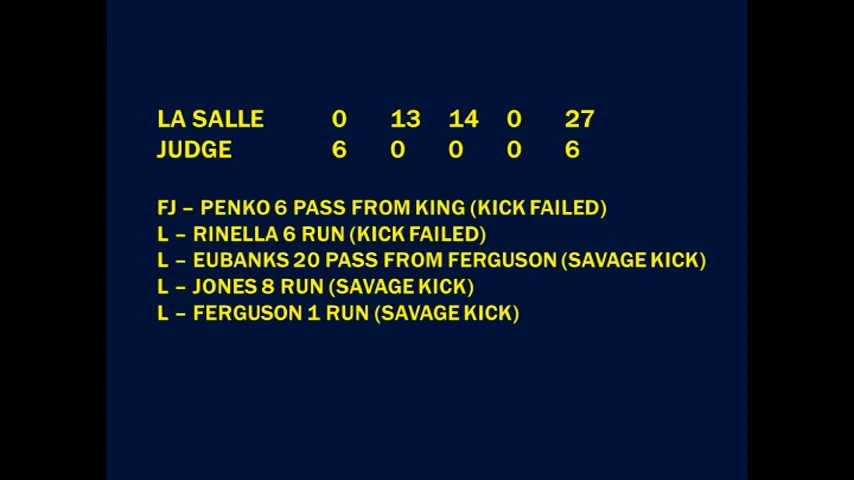 LA SALLE 0 13 14 0 27
JUDGE 6 0 0 0 6
FJ – PENKO 6 PASS FROM KING (KICK FAILED)
L – RINELLA 6 RUN (KICK FAILED)
L – EUBANKS 20 PASS FROM FERGUSON (SAVAGE KICK)
L – JONES 8 RUN (SAVAGE KICK)
L – FERGUSON 1 RUN (SAVAGE KICK)